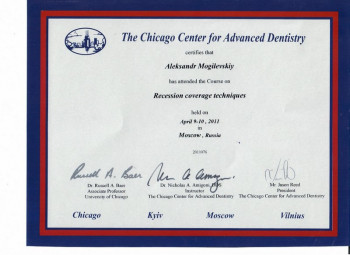 The Chicago Center for Advanced Dentistry
certifies that
Aleksandr Mogilevskiy
has attended the Course on
Recession coverage techniques
held on
April 9-10 , 2011
in
Moscow , Russia
Dr. Russell A. Baer
Associate Professor
University of Chicago
Dr. Nicholas A. Amigoni, DDS
Instructor
The Chicago Center for Advanced Dentistry
Mr. Jason Reed
President
The Chicago Center for Advanced Dentistry
Chicago Kyiv Moscow Vilnius